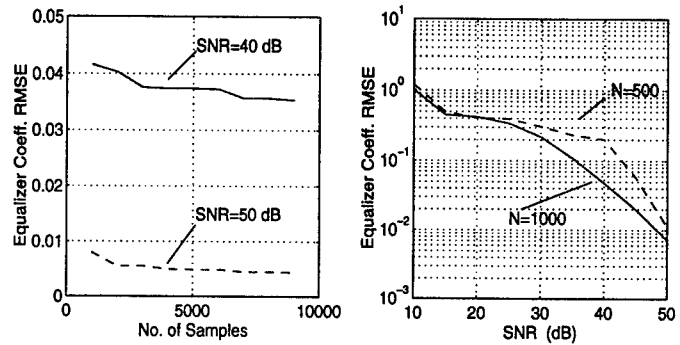 0.05
0.04
0.03
0.02
0.01
0
Equalizer Coeff. RMSE
SNR=40 dB
SNR=50 dB
0
5000
10000
No. of Samples
10^1
10^0
10^-1
10^-2
10^-3
Equalizer Coeff. RMSE
N=500
N=1000
10
20
30
40
50
SNR (dB)